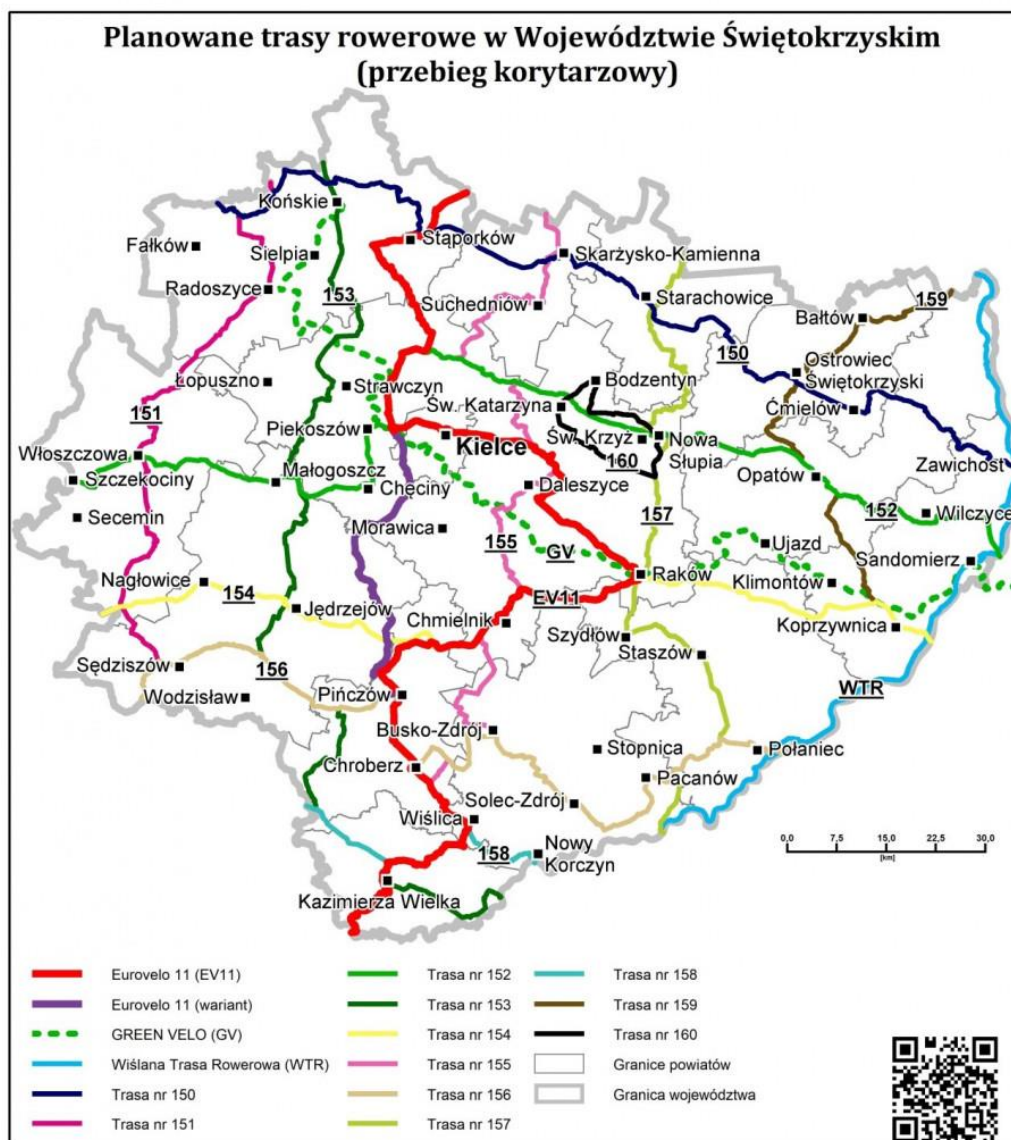 Planowane trasy rowerowe w Województwie Świętokrzyskim
(przebieg korytarzowy)
Końskie
Fałków
Sielpia
Stąporków
Skarżysko-Kamienna
Radoszyce
153
Suchedniów
Starachowice
159
Bałtów
150
Ostrowiec
Świętokrzyski
Łopuszno
Strawczyn
Bodzentyn
Św. Katarzyna
Ćmielów
151
Piekoszów
Kielce
Św. Krzyż
160
Nowa
Słupia
Włoszczowa
Szczekociny
Małogoszcz
Chęciny
Daleszyce
Opatów
Zawichost
Secemin
Morawica
157
152
Wilczyce
155
GV
Ujazd
Sandomierz
Nagłowice
154
Raków
Klimontów
Jędrzejów
EV11
Chmielnik
Szydłów
Koprzywnica
Sędziszów
156
Staszów
Wodzisław
Pińczów
WTR
Busko-Zdrój
Stopnica
Połaniec
Chroberz
Pacanów
Solec-Zdrój
Wiślica
158
Nowy
Korczyn
Kazimierza Wielka
0,0 7,5 15,0 22,5 30,0
[km]
Eurovelo 11 (EV11)
Eurovelo 11 (wariant)
GREEN VELO (GV)
Wiślana Trasa Rowerowa (WTR)
Trasa nr 150
Trasa nr 151
Trasa nr 152
Trasa nr 153
Trasa nr 154
Trasa nr 155
Trasa nr 156
Trasa nr 157
Trasa nr 158
Trasa nr 159
Trasa nr 160
Granice powiatów
Granica województwa